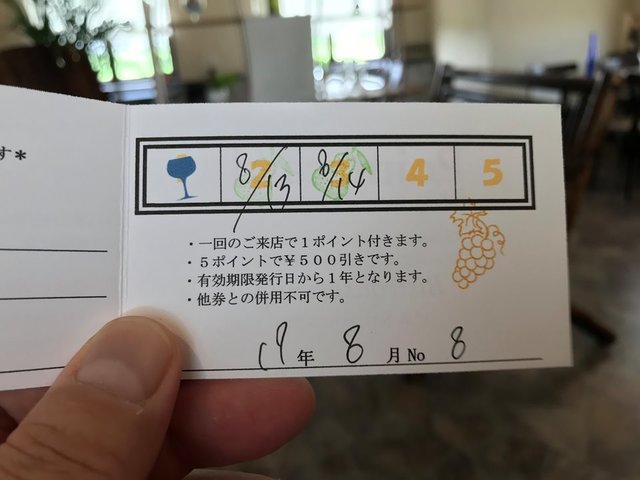 す*
8/13 8/14 4 5
・一回のご来店で１ポイント付きます。
・５ポイントで￥５００引きです。
・有効期限発行日から１年となります。
・他券との併用不可です。
19年 8月 No 8